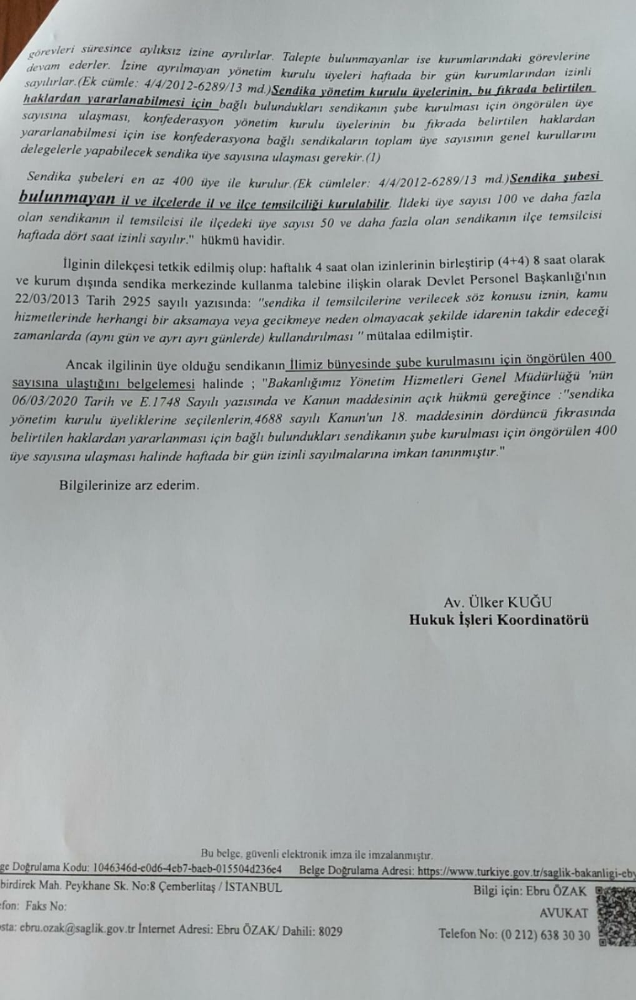 görevleri süresince aylıksız izine ayrılırlar. Talepte bulunmayanlar ise kurumlarındaki görevlerine
devam ederler. İzine ayrılmayan yönetim kurulu üyeleri haftada bir gün kurumlarından izinli
sayılırlar.(Ek cümle: 4/4/2012-6289/13 md.)Sendika yönetim kurulu üyelerinin, bu fıkrada belirtilen
haklardan yararlanabilmesi için bağlı bulundukları sendikanın şube kurulması için öngörülen üye
sayısına ulaşması, konfederasyon yönetim kurulu üyelerinin bu fıkrada belirtilen haklardan
yararlanabilmesi için ise konfederasyona bağlı sendikaların toplam üye sayısının genel kurullarını
delegelerle yapabilecek sendika üye sayısına ulaşması gerekir.(1)
Sendika şubeleri en az 400 üye ile kurulur.(Ek cümleler: 4/4/2012-6289/13 md.)Sendika şubesi
bulunmayan il ve ilçelerde il ve ilçe temsilciliği kurulabilir. İldeki üye sayısı 100 ve daha fazla
olan sendikanın il temsilcisi ile ilçedeki üye sayısı 50 ve daha fazla olan sendikanın ilçe temsilcisi
haftada dört saat izinli sayılır." hükmü havidir.
İlginin dilekçesi tetkik edilmiş olup: haftalık 4 saat olan izinlerinin birleştirip (4+4) 8 saat olarak
ve kurum dışında sendika merkezinde kullanma talebine ilişkin olarak Devlet Personel Başkanlığı'nın
22/03/2013 Tarih 2925 sayılı yazısında: "sendika il temsilcilerine verilecek söz konusu iznin, kamu
hizmetlerinde herhangi bir aksamaya veya gecikmeye neden olmayacak şekilde idarenin takdir edeceği
zamanlarda (aynı gün ve ayrı ayrı günlerde) kullandırılması " mütalaa edilmiştir.
Ancak ilgilinin üye olduğu sendikanın İlimiz bünyesinde şube kurulmasını için öngörülen 400
sayısına ulaştığını belgelemesi halinde ; "Bakanlığımız Yönetim Hizmetleri Genel Müdürlüğü 'nün
06/03/2020 Tarih ve E.1748 Sayılı yazısında ve Kanun maddesinin açık hükmü gereğince :"sendika
yönetim kurulu üyeliklerine seçilenlerin,4688 sayılı Kanun'un 18. maddesinin dördüncü fıkrasında
belirtilen haklardan yararlanması için bağlı bulundukları sendikanın şube kurulması için öngörülen 400
üye sayısına ulaşması halinde haftada bir gün izinli sayılmalarına imkan tanınmıştır."
Bilgilerinize arz ederim.
Av. Ülker KUĞU
Hukuk İşleri Koordinatörü
Bu belge, güvenli elektronik imza ile imzalanmıştır.
ge Doğrulama Kodu: 1046346d-e0d6-4eb7-baeb-015504d236e4 Belge Doğrulama Adresi: https://www.turkiye.gov.tr/saglik-bakanligi-eby
birdirek Mah. Peykhane Sk. No:8 Çemberlitaş / İSTANBUL
Bilgi için: Ebru ÖZAK
fon: Faks No:
AVUKAT
osta: ebru.ozak@saglik.gov.tr İnternet Adresi: Ebru ÖZAK/ Dahili: 8029
Telefon No: (0 212) 638 30 30